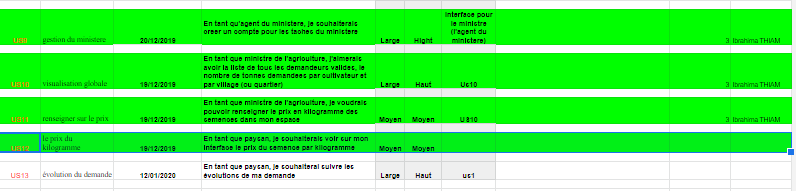 Interface pour
le ministre
(l'agent du
ministere)
En tant qu'agent du ministere, je souhaiterais
creer un compte pour les taches du ministere
US9 gestion du ministere 20/12/2019 Large Hight 3. Ibrahima THIAM
En tant que ministre de l'agriculture, j'aimerais
avoir la liste de tous les demandeurs valides, le
nombre de tonnes demandées par cultivateur et
par village (ou quartier)
visualisation globale 19/12/2019 Large Haut Us10 3. Ibrahima THIAM
En tant que ministre de l'agriculture, je voudrais
pouvoir renseigner le prix en kilogramme des
semences dans mon espace
renseigner sur le prix 19/12/2019 Moyen Moyen US10 3. Ibrahima THIAM
le prix du
kilogramme
En tant que paysan, je souhaiterais voir sur mon
interface le prix du semence par kilogramme
19/12/2019 Moyen Moyen
En tant que paysan, je souhaiterai suivre les
évolutions de ma demande
US13 évolution du demande 12/01/2020 Large Haut us1